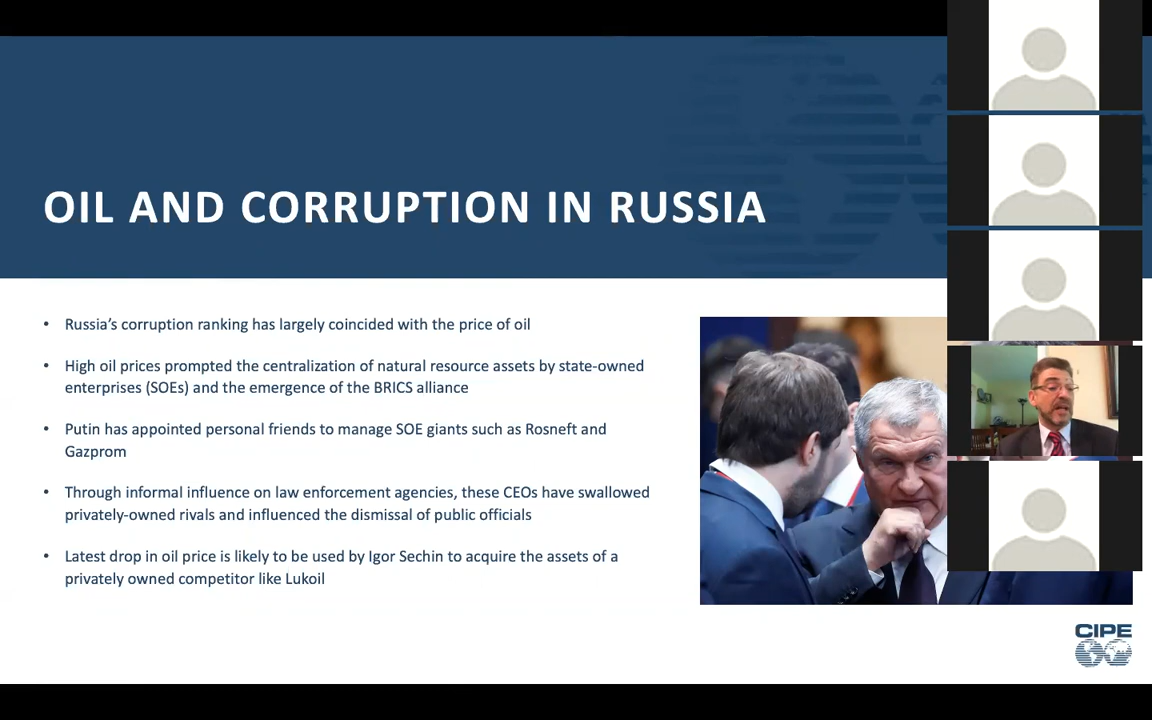 OIL AND CORRUPTION IN RUSSIA
• Russia’s corruption ranking has largely coincided with the price of oil
• High oil prices prompted the centralization of natural resource assets by state-owned
enterprises (SOEs) and the emergence of the BRICS alliance
• Putin has appointed personal friends to manage SOE giants such as Rosneft and
Gazprom
• Through informal influence on law enforcement agencies, these CEOs have swallowed
privately-owned rivals and influenced the dismissal of public officials
• Latest drop in oil price is likely to be used by Igor Sechin to acquire the assets of a
privately owned competitor like Lukoil
CIPE